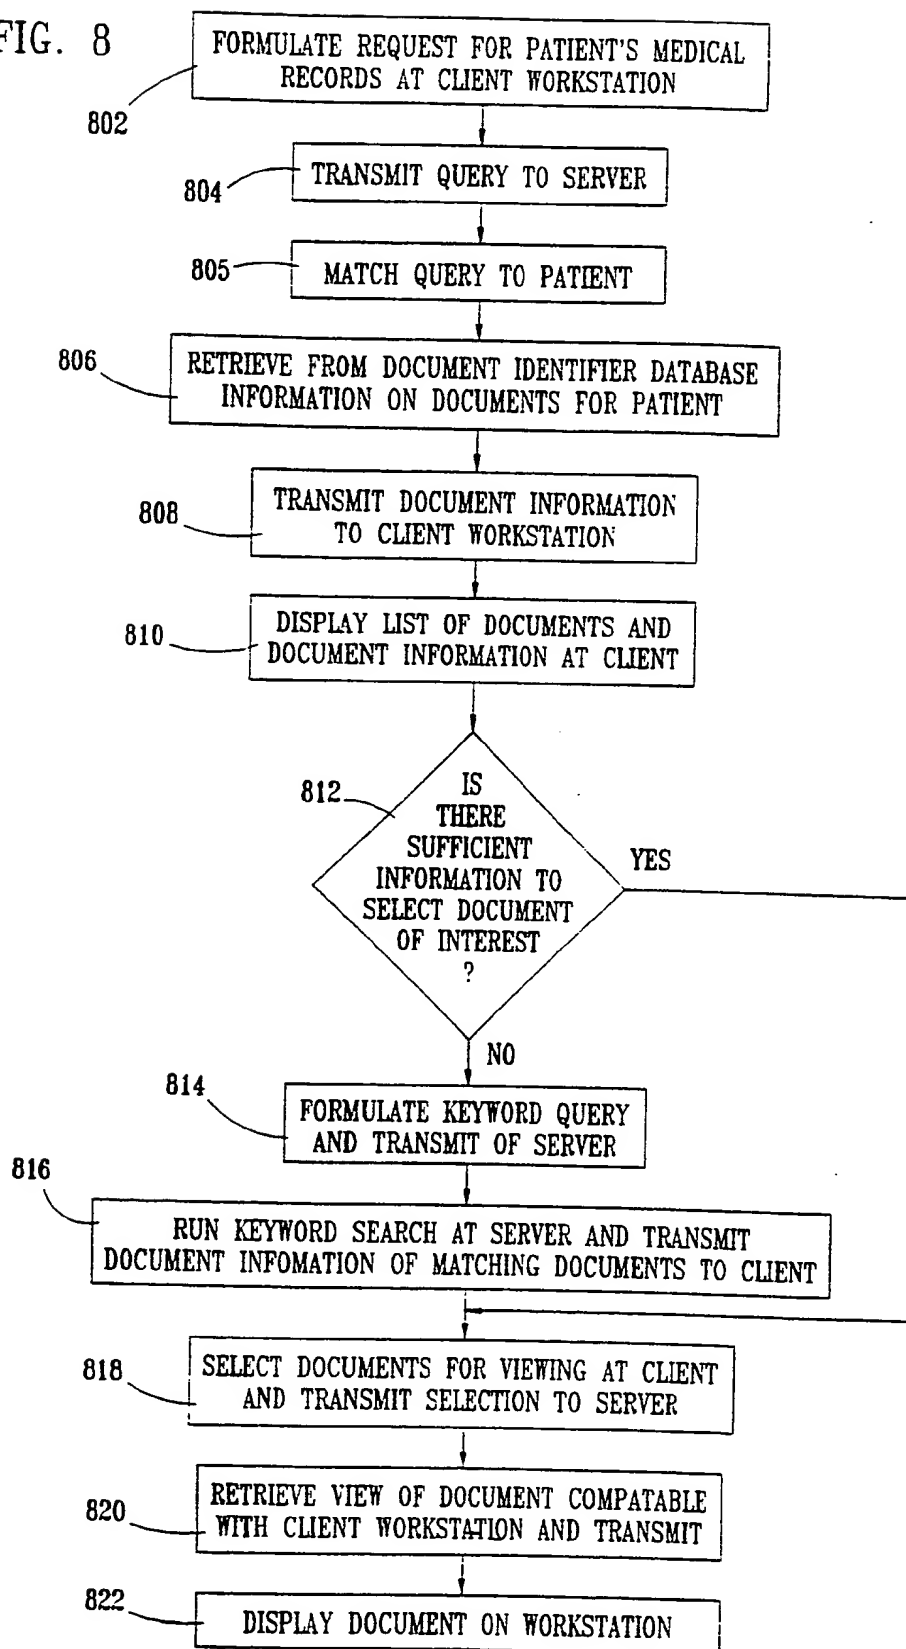 FIG. 8
FORMULATE REQUEST FOR PATIENT'S MEDICAL
RECORDS AT CLIENT WORKSTATION
802
TRANSMIT QUERY TO SERVER
804
MATCH QUERY TO PATIENT
805
RETRIEVE FROM DOCUMENT IDENTIFIER DATABASE
INFORMATION ON DOCUMENTS FOR PATIENT
806
TRANSMIT DOCUMENT INFORMATION
TO CLIENT WORKSTATION
808
DISPLAY LIST OF DOCUMENTS AND
DOCUMENT INFORMATION AT CLIENT
810
IS
THERE
SUFFICIENT
INFORMATION TO
SELECT DOCUMENT
OF INTEREST
?
812
YES
NO
814
FORMULATE KEYWORD QUERY
AND TRANSMIT OF SERVER
816
RUN KEYWORD SEARCH AT SERVER AND TRANSMIT
DOCUMENT INFOMATION OF MATCHING DOCUMENTS TO CLIENT
818
SELECT DOCUMENTS FOR VIEWING AT CLIENT
AND TRANSMIT SELECTION TO SERVER
820
RETRIEVE VIEW OF DOCUMENT COMPATABLE
WITH CLIENT WORKSTATION AND TRANSMIT
822
DISPLAY DOCUMENT ON WORKSTATION